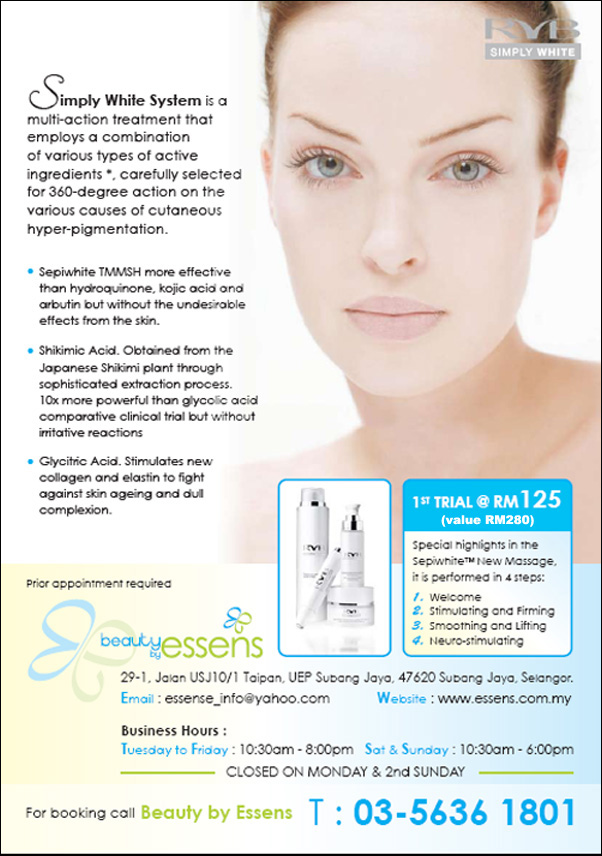 RVB
SIMPLY WHITE
Simply White System is a
multi-action treatment that
employs a combination
of various types of active
ingredients *, carefully selected
for 360-degree action on the
various causes of cutaneous
hyper-pigmentation.
• Sepiwhite TMMSH more effective
than hydroquinone, kojic acid and
arbutin but without the undesirable
effects from the skin.
• Shikimic Acid. Obtained from the
Japanese Shikimi plant through
sophisticated extraction process.
10x more powerful than glycolic acid
comparative clinical trial but without
irritative reactions
• Glycitric Acid. Stimulates new
collagen and elastin to fight
against skin ageing and dull
complexion.
RVB
1ST TRIAL @ RM125
(value RM280)
Special highlights in the
Sepiwhite™ New Massage,
it is performed in 4 steps:
1. Welcome
2. Stimulating and Firming
3. Smoothing and Lifting
4. Neuro-stimulating
Prior appointment required
beauty by essens
29-1, Jalan USJ10/1 Taipan, UEP Subang Jaya, 47620 Subang Jaya, Selangor.
Email : essense_info@yahoo.com Website : www.essens.com.my
Business Hours :
Tuesday to Friday : 10:30am - 8:00pm Sat & Sunday : 10:30am - 6:00pm
CLOSED ON MONDAY & 2nd SUNDAY
For booking call Beauty by Essens T : 03-5636 1801